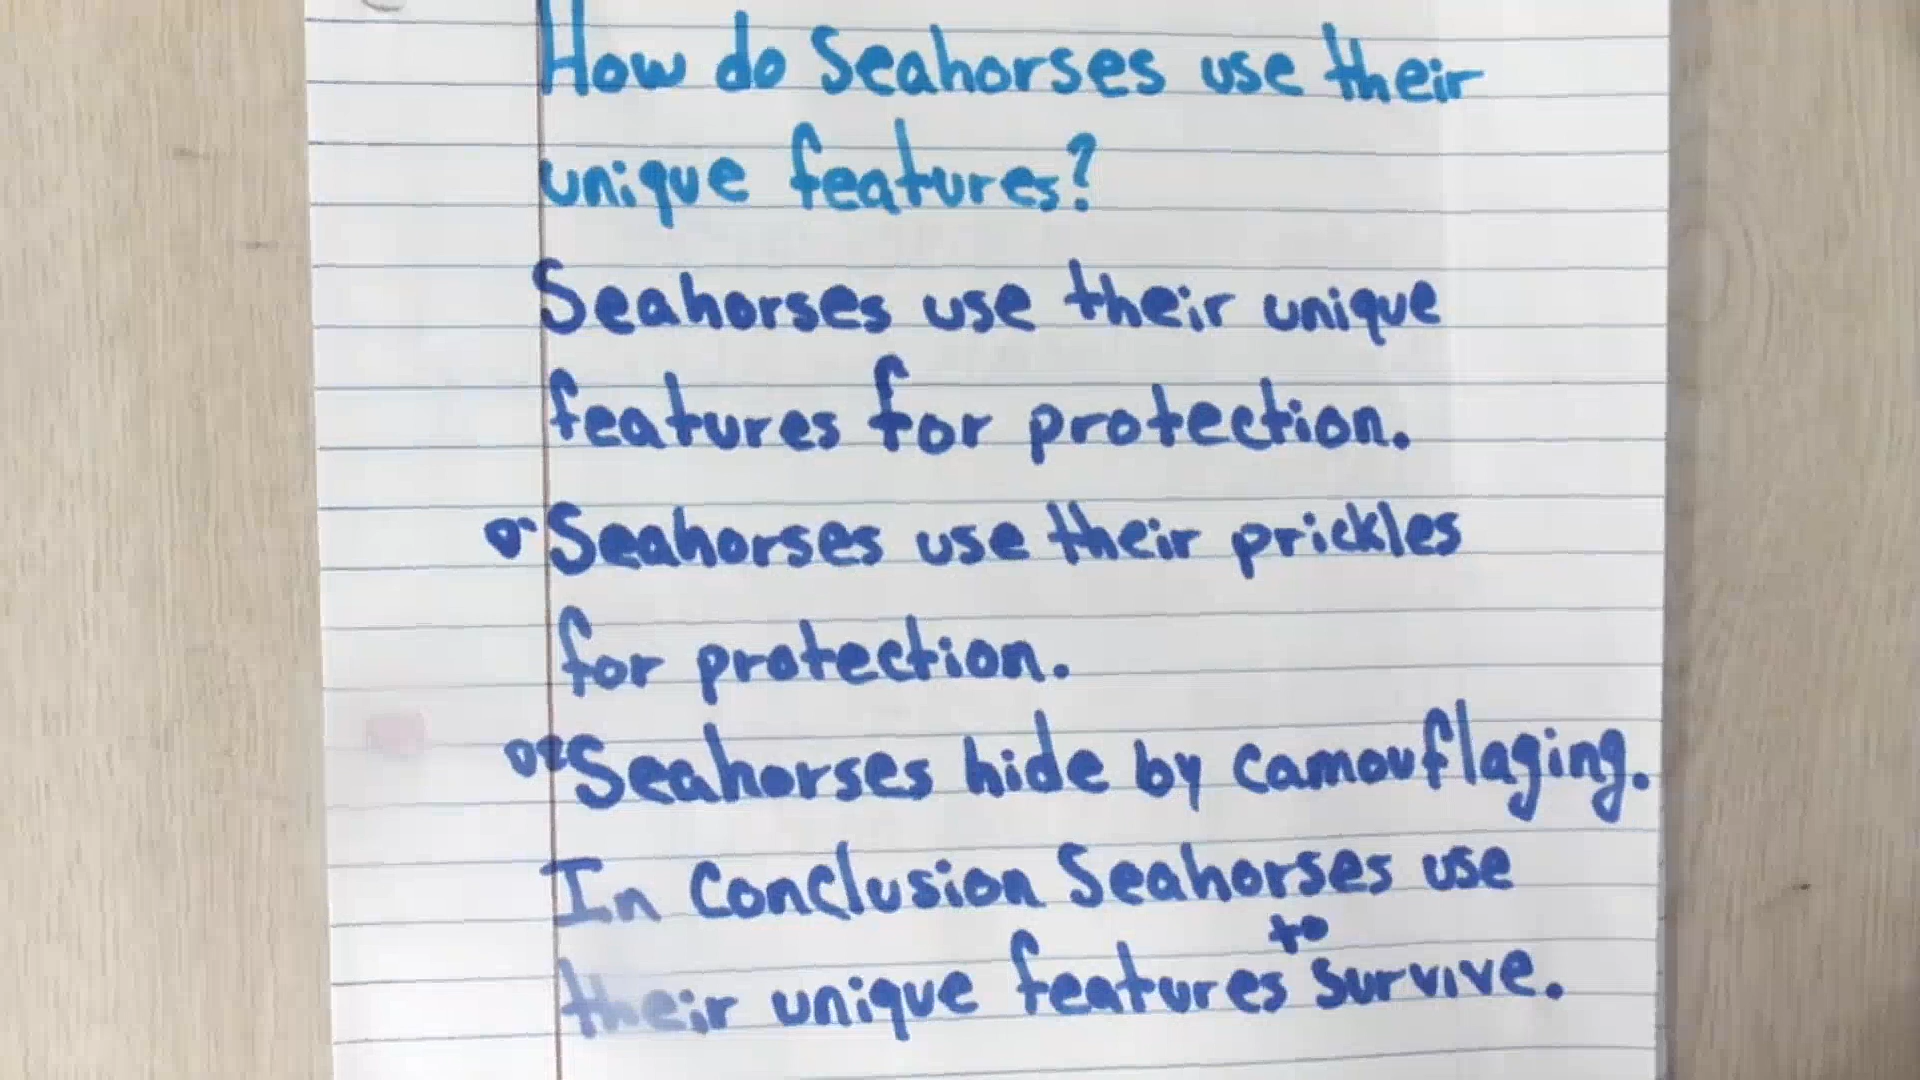 How do Seahorses use their
unique features?
Seahorses use their unique
features for protection.
Seahorses use their prickles
for protection.
Seahorses hide by camouflaging.
In Conclusion Seahorses use
to
their unique features survive.